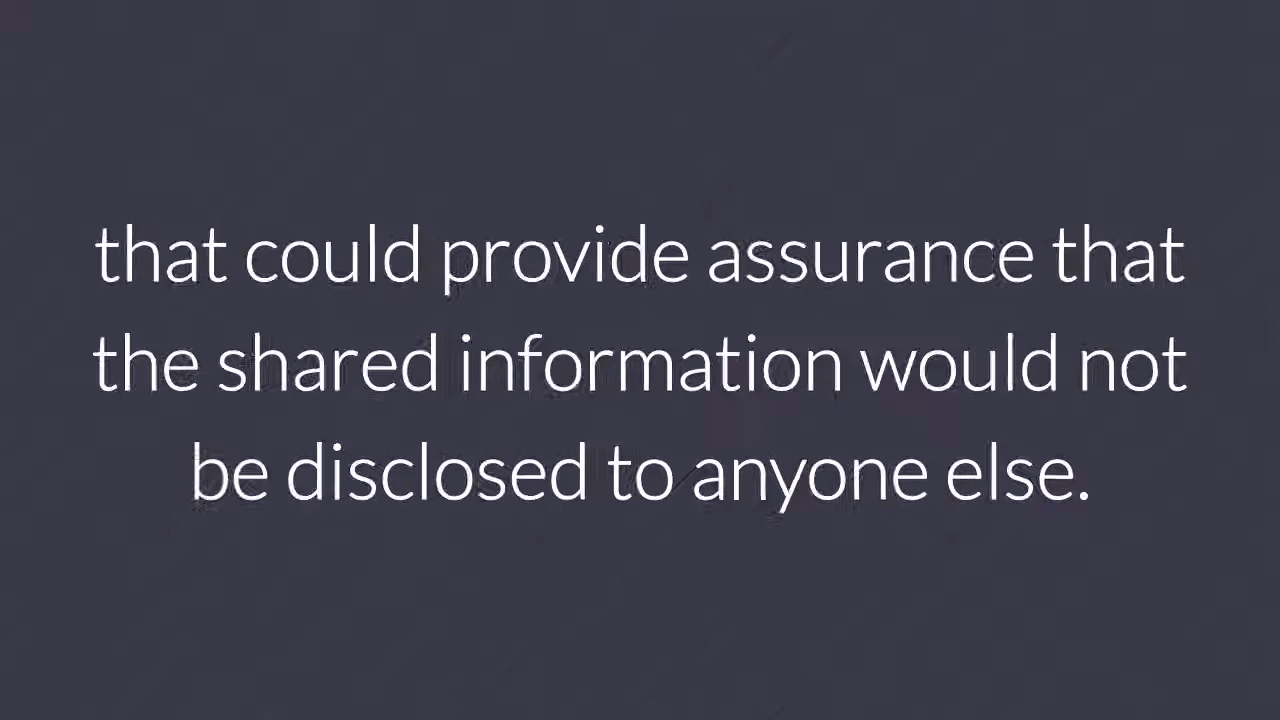 that could provide assurance that
the shared information would not
be disclosed to anyone else.